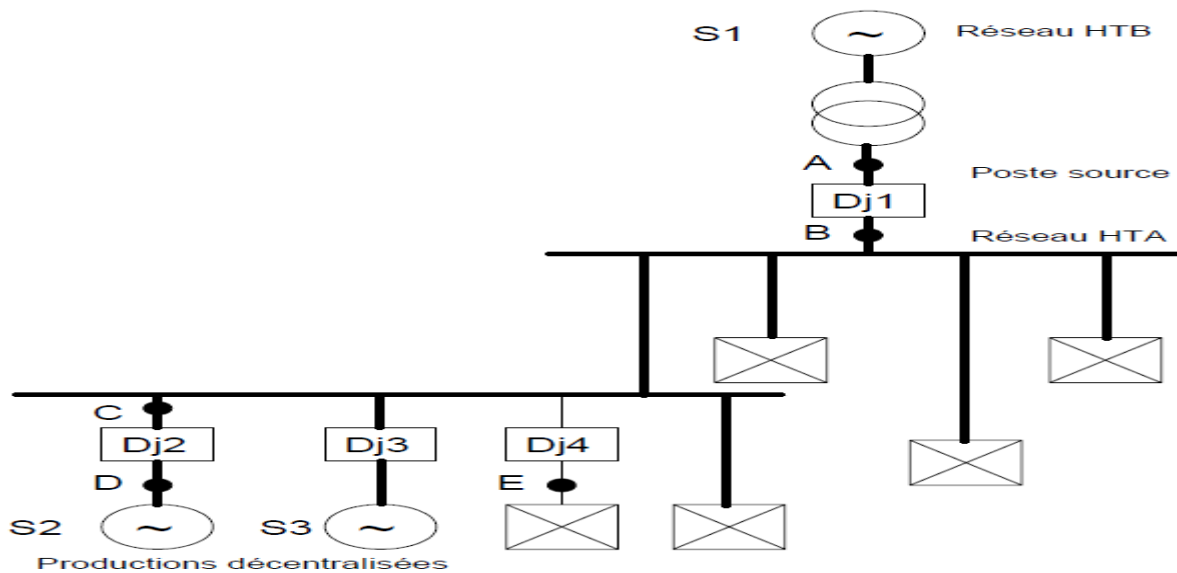 S1
~
Réseau HTB
A
Poste source
Dj1
B
Réseau HTA
C
Dj2
Dj3
Dj4
D
E
S2
~
S3
~
Productions décentralisées